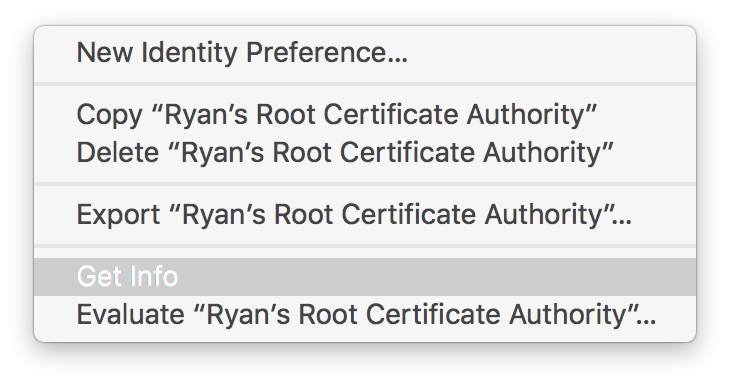 New Identity Preference...
Copy “Ryan’s Root Certificate Authority”
Delete “Ryan’s Root Certificate Authority”
Export “Ryan’s Root Certificate Authority”...
Get Info
Evaluate “Ryan’s Root Certificate Authority”...